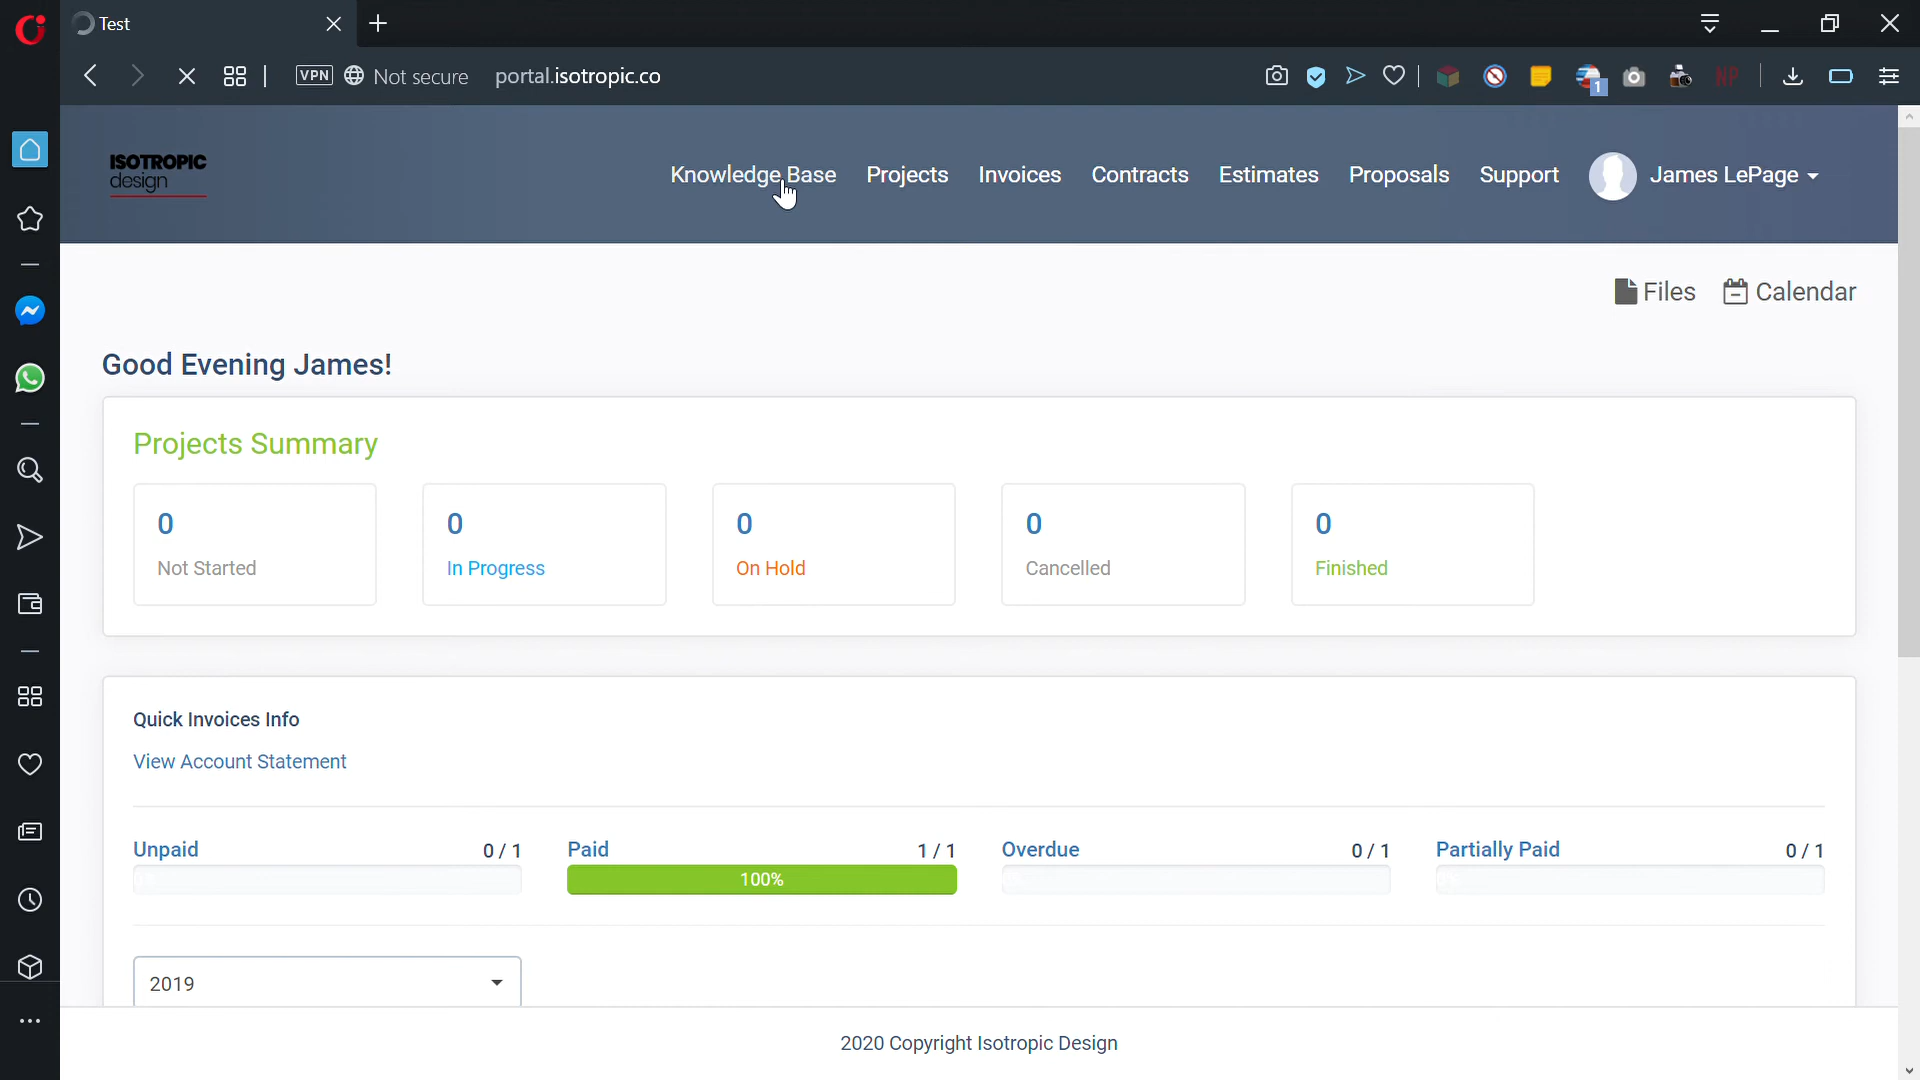 Test
VPN Not secure portal.isotropic.co
1
NP
ISOTROPIC
design
Knowledge Base Projects Invoices Contracts Estimates Proposals Support James LePage
Files Calendar
Good Evening James!
Projects Summary
0 0 0 0 0
Not Started In Progress On Hold Cancelled Finished
Quick Invoices Info
View Account Statement
Unpaid 0 / 1 Paid 1 / 1 Overdue 0 / 1 Partially Paid 0 / 1
100%
2019
2020 Copyright Isotropic Design